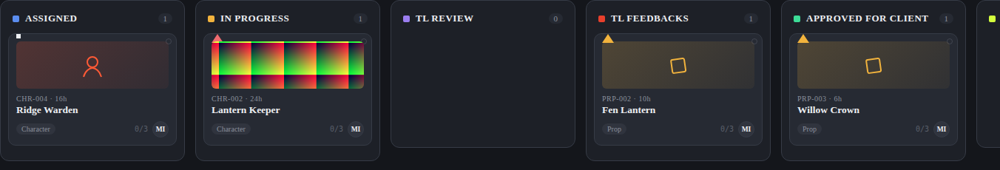 ASSIGNED 1
CHR-004 · 16h
Ridge Warden
Character 0/3 MI
IN PROGRESS 1
CHR-002 · 24h
Lantern Keeper
Character 0/3 MI
TL REVIEW 0
TL FEEDBACKS 1
PRP-002 · 10h
Fen Lantern
Prop 0/3 MI
APPROVED FOR CLIENT 1
PRP-003 · 6h
Willow Crown
Prop 0/3 MI